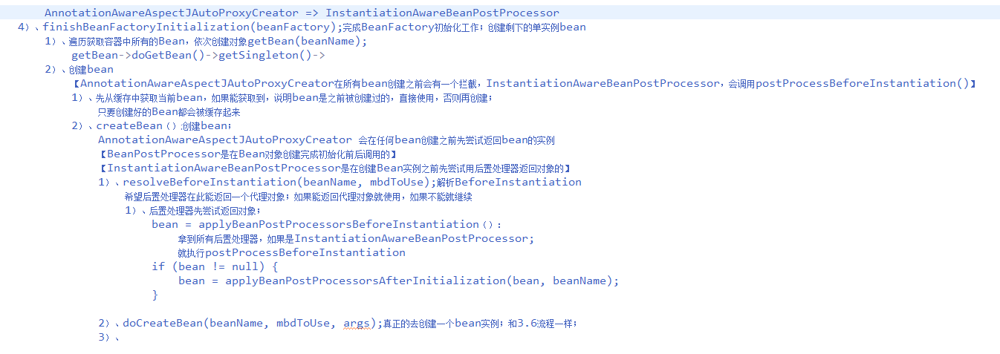 AnnotationAwareAspectJAutoProxyCreator => InstantiationAwareBeanPostProcessor
4）、finishBeanFactoryInitialization(beanFactory);完成BeanFactory初始化工作；创建剩下的单实例bean
1）、遍历获取容器中所有的Bean，依次创建对象getBean(beanName);
getBean->doGetBean()->getSingleton()->
2）、创建bean
【AnnotationAwareAspectJAutoProxyCreator在所有bean创建之前会有一个拦截，InstantiationAwareBeanPostProcessor，会调用postProcessBeforeInstantiation()】
1）、先从缓存中获取当前bean，如果能获取到，说明bean是之前被创建过的，直接使用，否则再创建；
只要创建好的Bean都会被缓存起来
2）、createBean（）;创建bean；
AnnotationAwareAspectJAutoProxyCreator 会在任何bean创建之前先尝试返回bean的实例
【BeanPostProcessor是在Bean对象创建完成初始化前后调用的】
【InstantiationAwareBeanPostProcessor是在创建Bean实例之前先尝试用后置处理器返回对象的】
1）、resolveBeforeInstantiation(beanName, mbdToUse);解析BeforeInstantiation
希望后置处理器在此能返回一个代理对象；如果能返回代理对象就使用，如果不能就继续
1）、后置处理器先尝试返回对象；
bean = applyBeanPostProcessorsBeforeInstantiation（）：
拿到所有后置处理器，如果是InstantiationAwareBeanPostProcessor;
就执行postProcessBeforeInstantiation
if (bean != null) {
bean = applyBeanPostProcessorsAfterInitialization(bean, beanName);
}
2）、doCreateBean(beanName, mbdToUse, args);真正的去创建一个bean实例；和3.6流程一样；
3）、